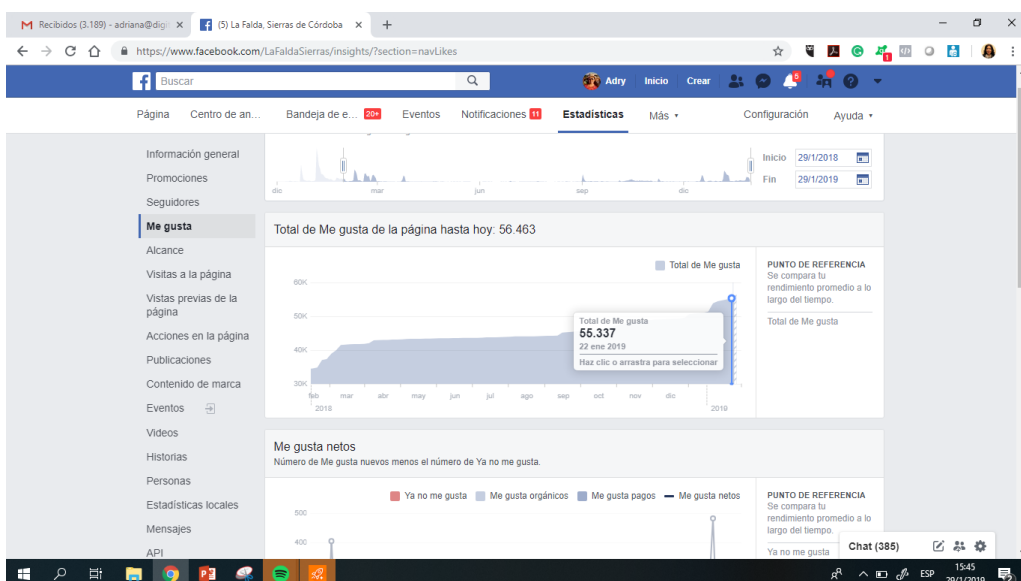 Recibidos (3.189) - adriana@digi
(5) La Falda, Sierras de Córdoba
https://www.facebook.com/LaFaldaSierras/insights/?section=navLikes
1
Buscar
Adry
Inicio
Crear
Página
Centro de an...
Bandeja de e... 20+
Eventos
Notificaciones 11
Estadísticas
Más
Configuración
Ayuda
Información general
Promociones
Seguidores
Me gusta
Alcance
Visitas a la página
Vistas previas de la
página
Acciones en la página
Publicaciones
Contenido de marca
Eventos
Videos
Historias
Personas
Estadísticas locales
Mensajes
API
dic
mar
jun
sep
dic
Inicio 29/1/2018
Fin 29/1/2019
Total de Me gusta de la página hasta hoy: 56.463
Total de Me gusta
60K
50K
40K
30K
feb mar abr may jun jul ago sep oct nov dic
2018 2019
Total de Me gusta
55.337
22 ene 2019
Haz clic o arrastra para seleccionar
PUNTO DE REFERENCIA
Se compara tu
rendimiento promedio a lo
largo del tiempo.
Total de Me gusta
Me gusta netos
Número de Me gusta nuevos menos el número de Ya no me gusta.
Ya no me gusta Me gusta orgánicos Me gusta pagos Me gusta netos
500
400
PUNTO DE REFERENCIA
Se compara tu
rendimiento promedio a lo
largo del tiempo.
Ya no me gusta
Chat (385)
ESP
15:45
29/1/2019